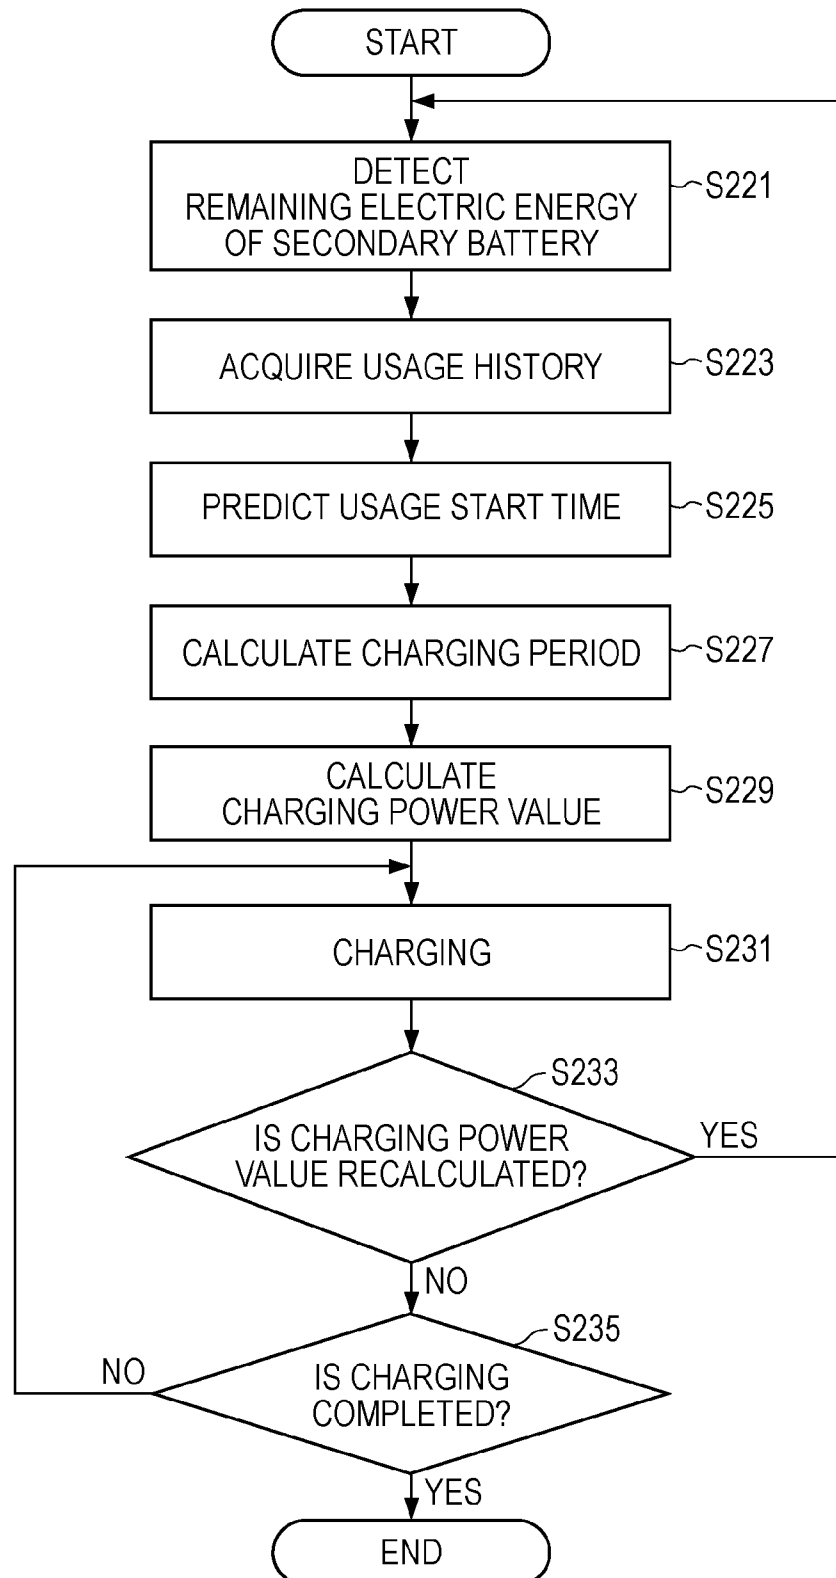 START
DETECT
REMAINING ELECTRIC ENERGY
OF SECONDARY BATTERY
S221
ACQUIRE USAGE HISTORY
S223
PREDICT USAGE START TIME
S225
CALCULATE CHARGING PERIOD
S227
CALCULATE
CHARGING POWER VALUE
S229
CHARGING
S231
S233
IS CHARGING POWER
VALUE RECALCULATED?
YES
NO
S235
IS CHARGING
COMPLETED?
NO
YES
END